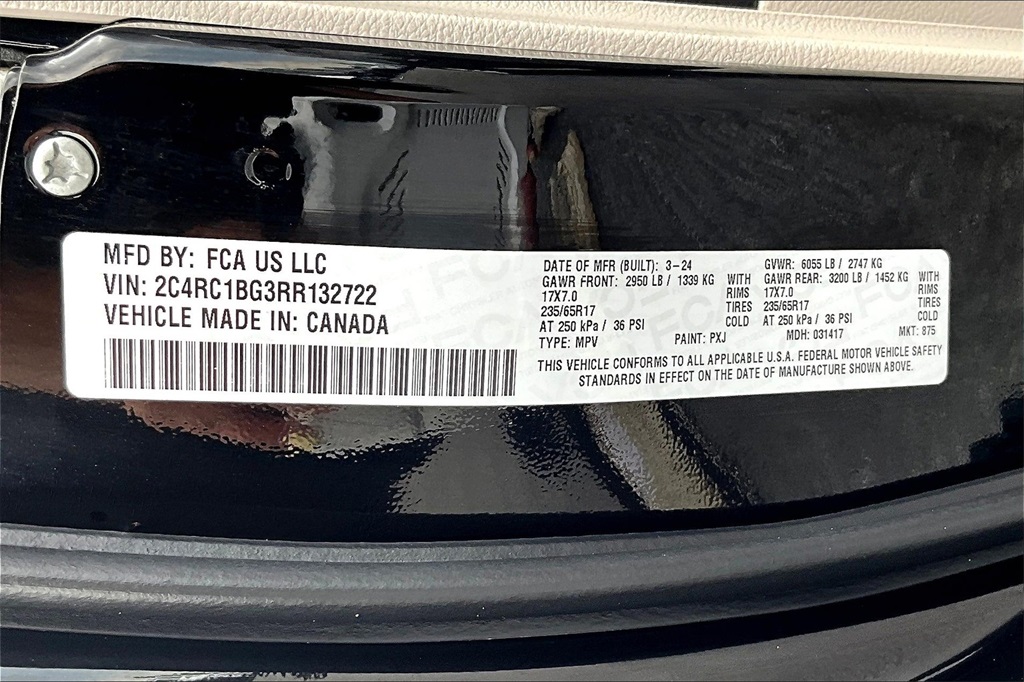 MFD BY: FCA US LLC
VIN: 2C4RC1BG3RR132722
VEHICLE MADE IN: CANADA
DATE OF MFR (BUILT): 3-24 GVWR: 6055 LB / 2747 KG
GAWR FRONT: 2950 LB / 1339 KG WITH GAWR REAR: 3200 LB / 1452 KG WITH
17X7.0 RIMS 17X7.0 RIMS
235/65R17 TIRES 235/65R17 TIRES
AT 250 kPa / 36 PSI COLD AT 250 kPa / 36 PSI COLD
TYPE: MPV PAINT: PXJ MDH: 031417 MKT: 875
THIS VEHICLE CONFORMS TO ALL APPLICABLE U.S.A. FEDERAL MOTOR VEHICLE SAFETY
STANDARDS IN EFFECT ON THE DATE OF MANUFACTURE SHOWN ABOVE.